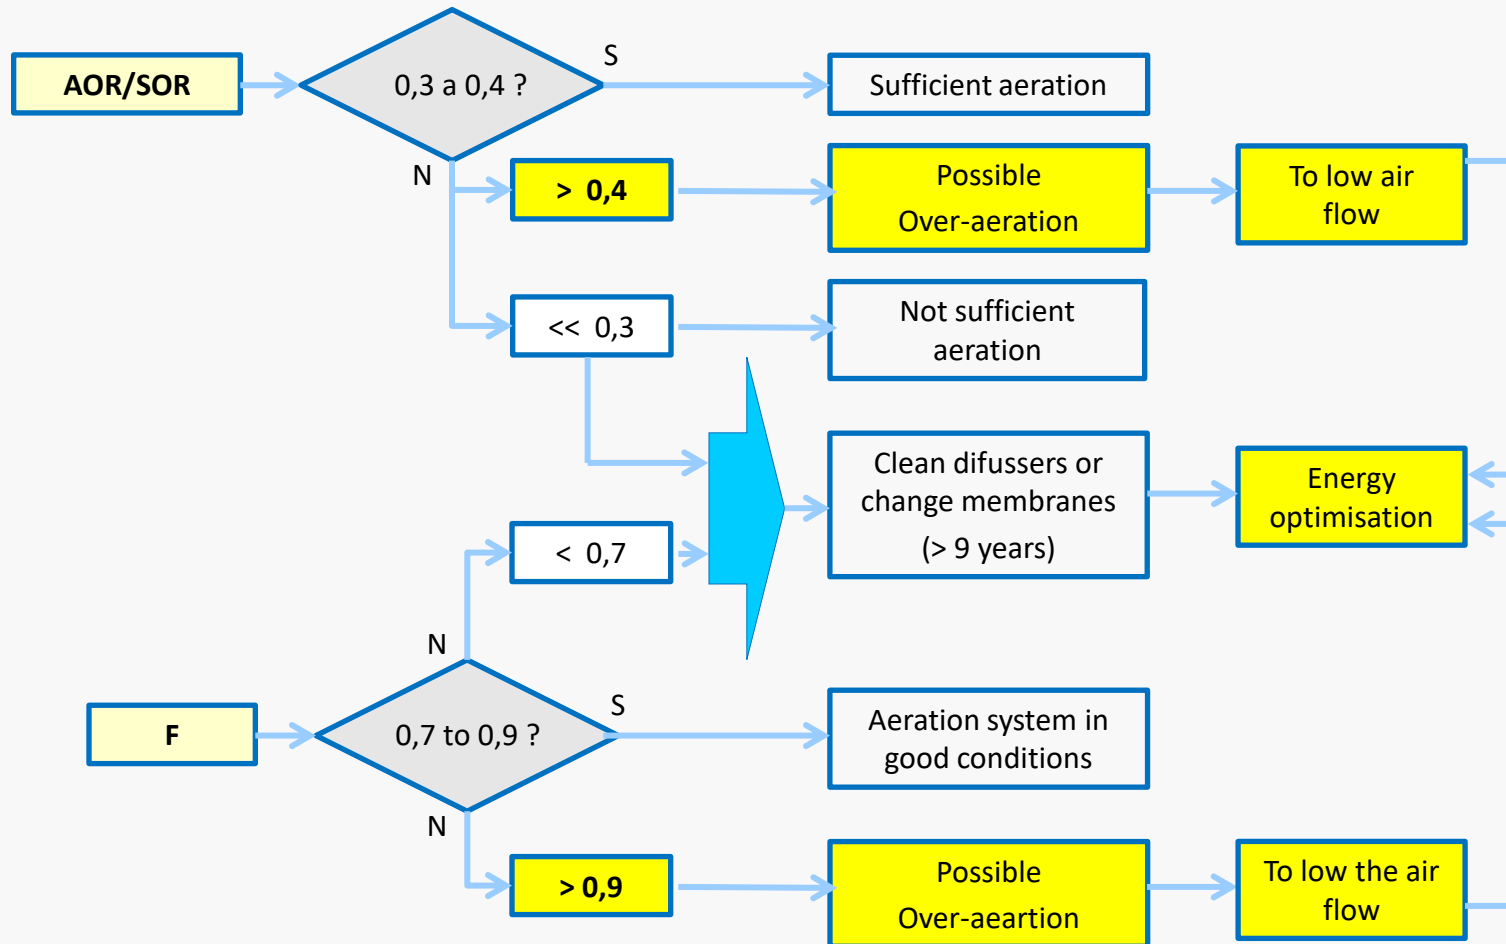 AOR/SOR
0,3 a 0,4 ?
S
Sufficient aeration
N
> 0,4
Possible
Over-aeration
To low air
flow
<< 0,3
Not sufficient
aeration
Clean difussers or
change membranes
(> 9 years)
Energy
optimisation
< 0,7
N
F
0,7 to 0,9 ?
S
Aeration system in
good conditions
N
> 0,9
Possible
Over-aeartion
To low the air
flow